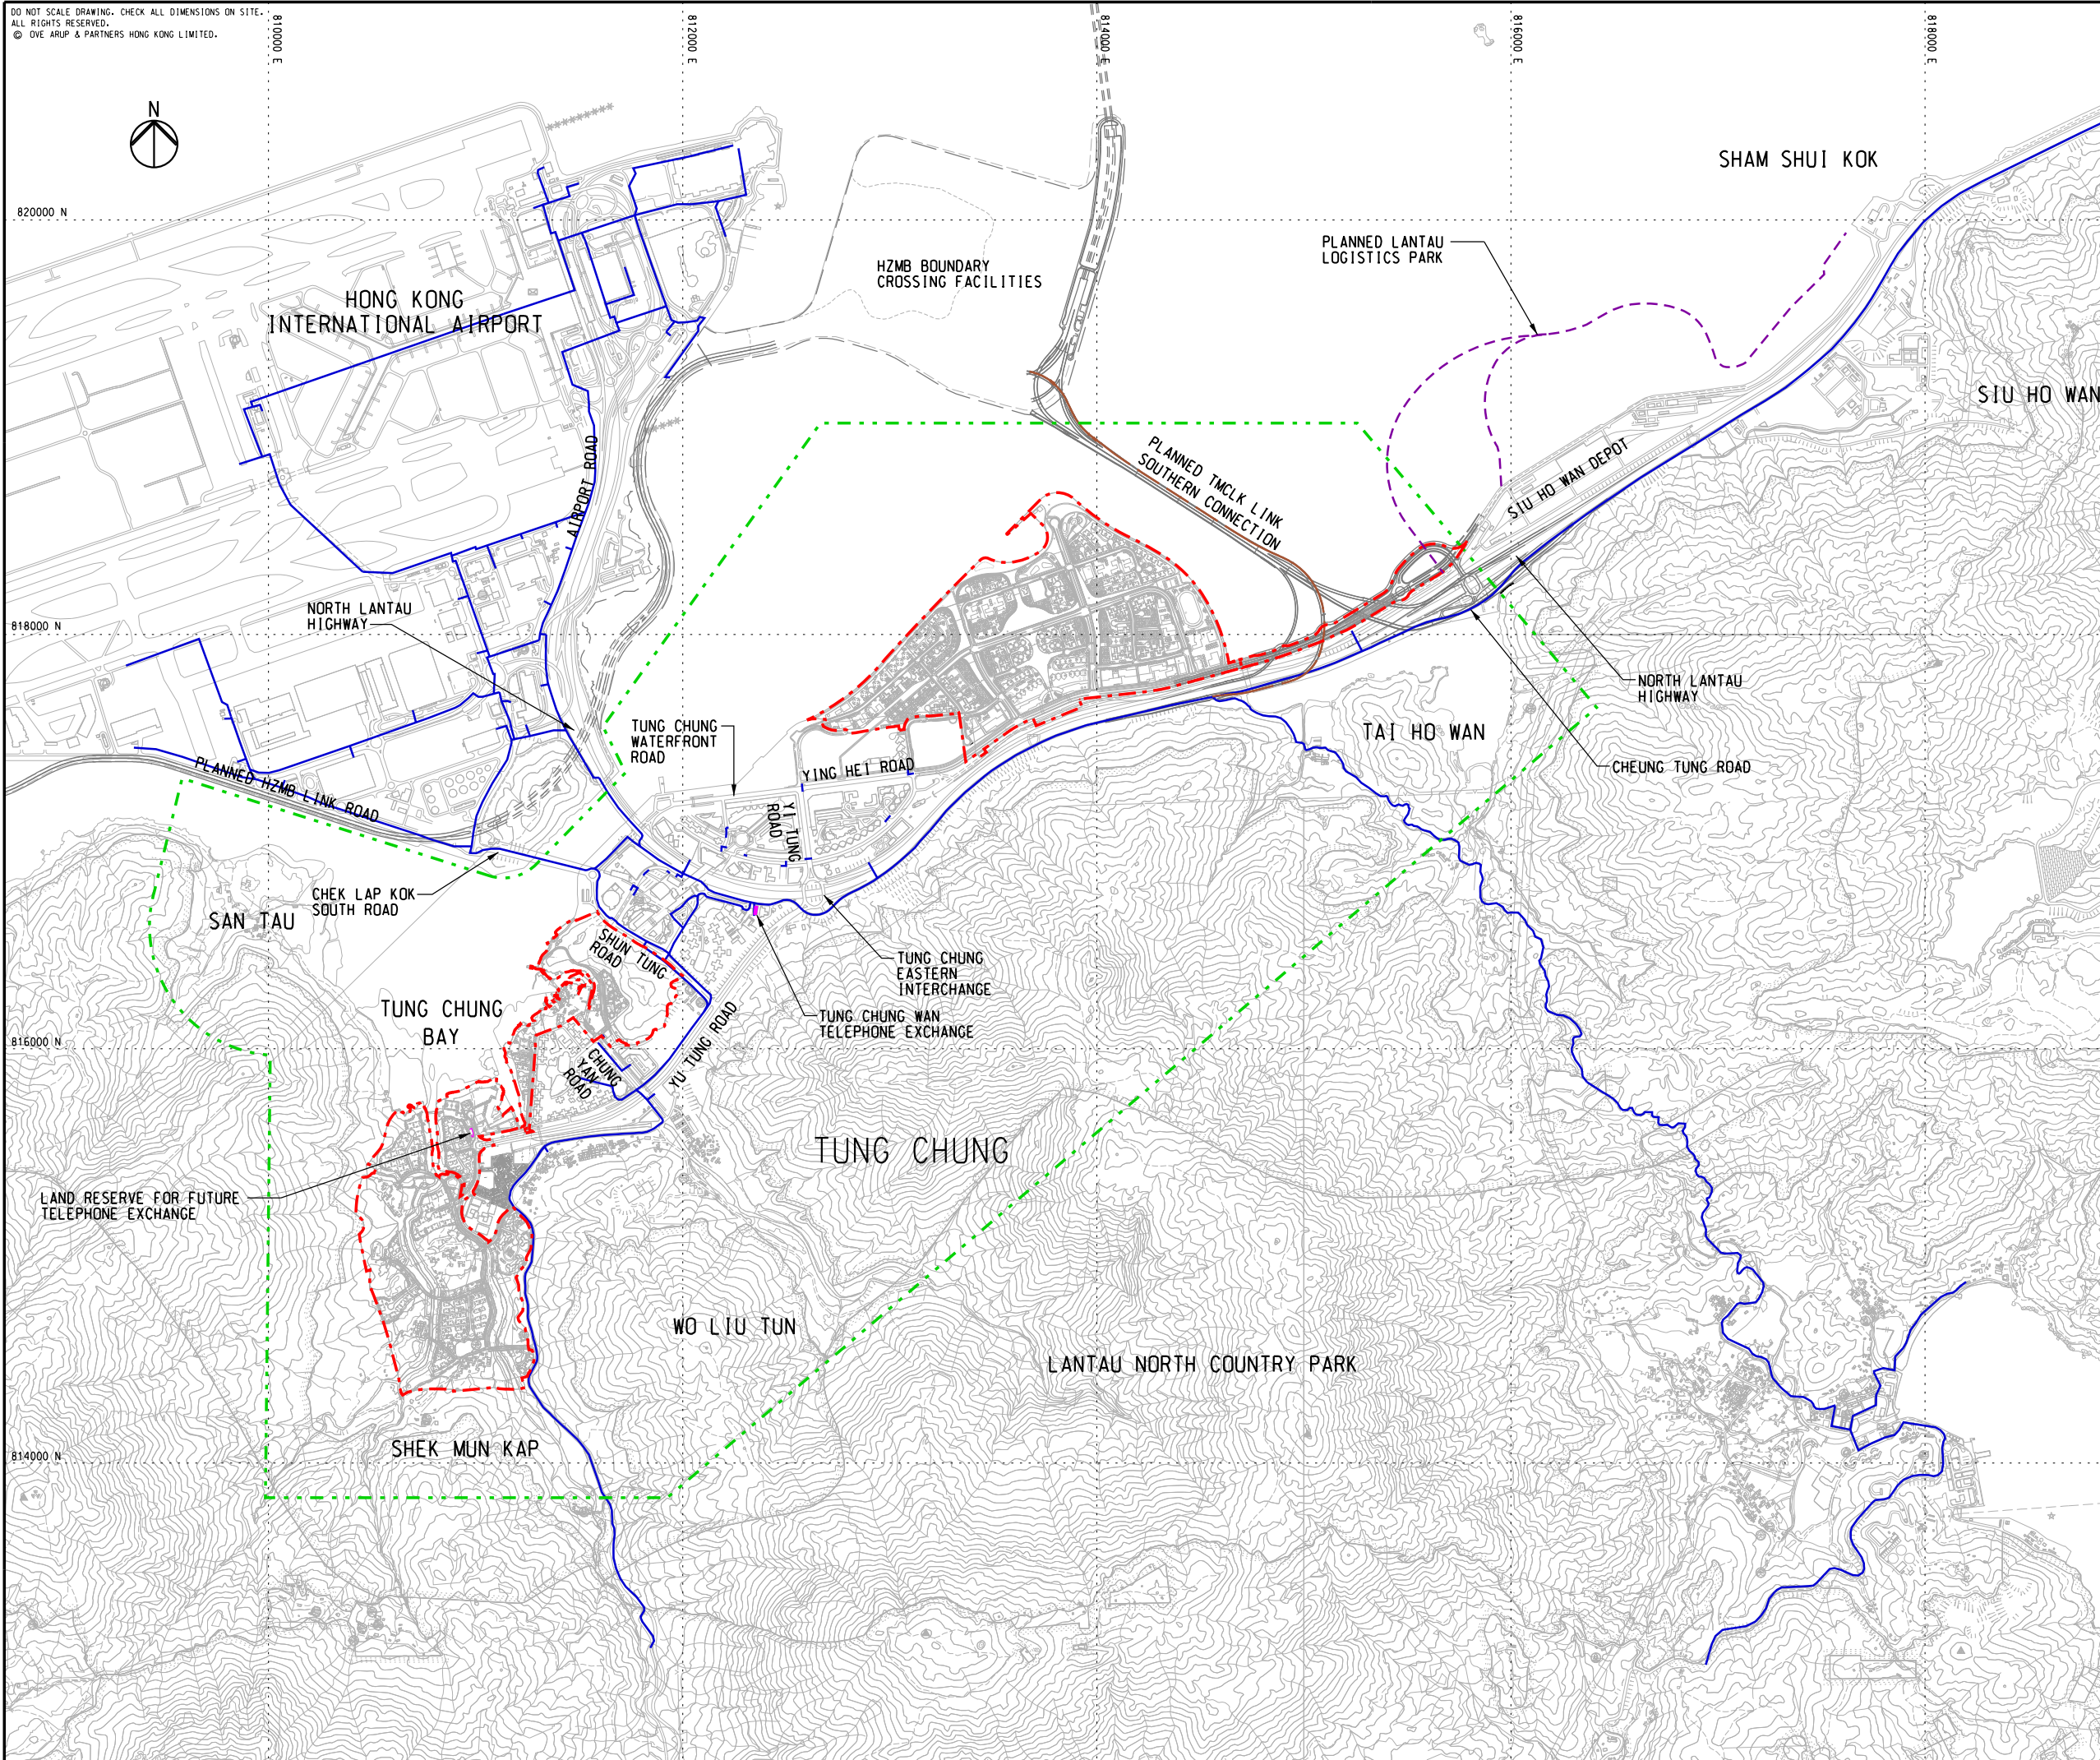 DO NOT SCALE DRAWING. CHECK ALL DIMENSIONS ON SITE.
ALL RIGHTS RESERVED.
© OVE ARUP & PARTNERS HONG KONG LIMITED.
810000 E
812000 E
814000 E
816000 E
818000 E
N
SHAM SHUI KOK
820000 N
PLANNED LANTAU
LOGISTICS PARK
HZMB BOUNDARY
CROSSING FACILITIES
HONG KONG
INTERNATIONAL AIRPORT
SIU HO WAN
AIRPORT ROAD
PLANNED TMCLK LINK
SOUTHERN CONNECTION
SIU HO WAN DEPOT
NORTH LANTAU
HIGHWAY
818000 N
NORTH LANTAU
HIGHWAY
TUNG CHUNG
WATERFRONT
ROAD
TAI HO WAN
CHEUNG TUNG ROAD
YING HEI ROAD
PLANNED HZMB LINK ROAD
YI TUNG
ROAD
CHEK LAP KOK
SOUTH ROAD
SAN TAU
SHUN TUNG
ROAD
TUNG CHUNG
EASTERN
INTERCHANGE
TUNG CHUNG
BAY
TUNG CHUNG WAN
TELEPHONE EXCHANGE
816000 N
YU TUNG ROAD
CHUNG
YAN
ROAD
TUNG CHUNG
LAND RESERVE FOR FUTURE
TELEPHONE EXCHANGE
WO LIU TUN
LANTAU NORTH COUNTRY PARK
SHEK MUN KAP
814000 N